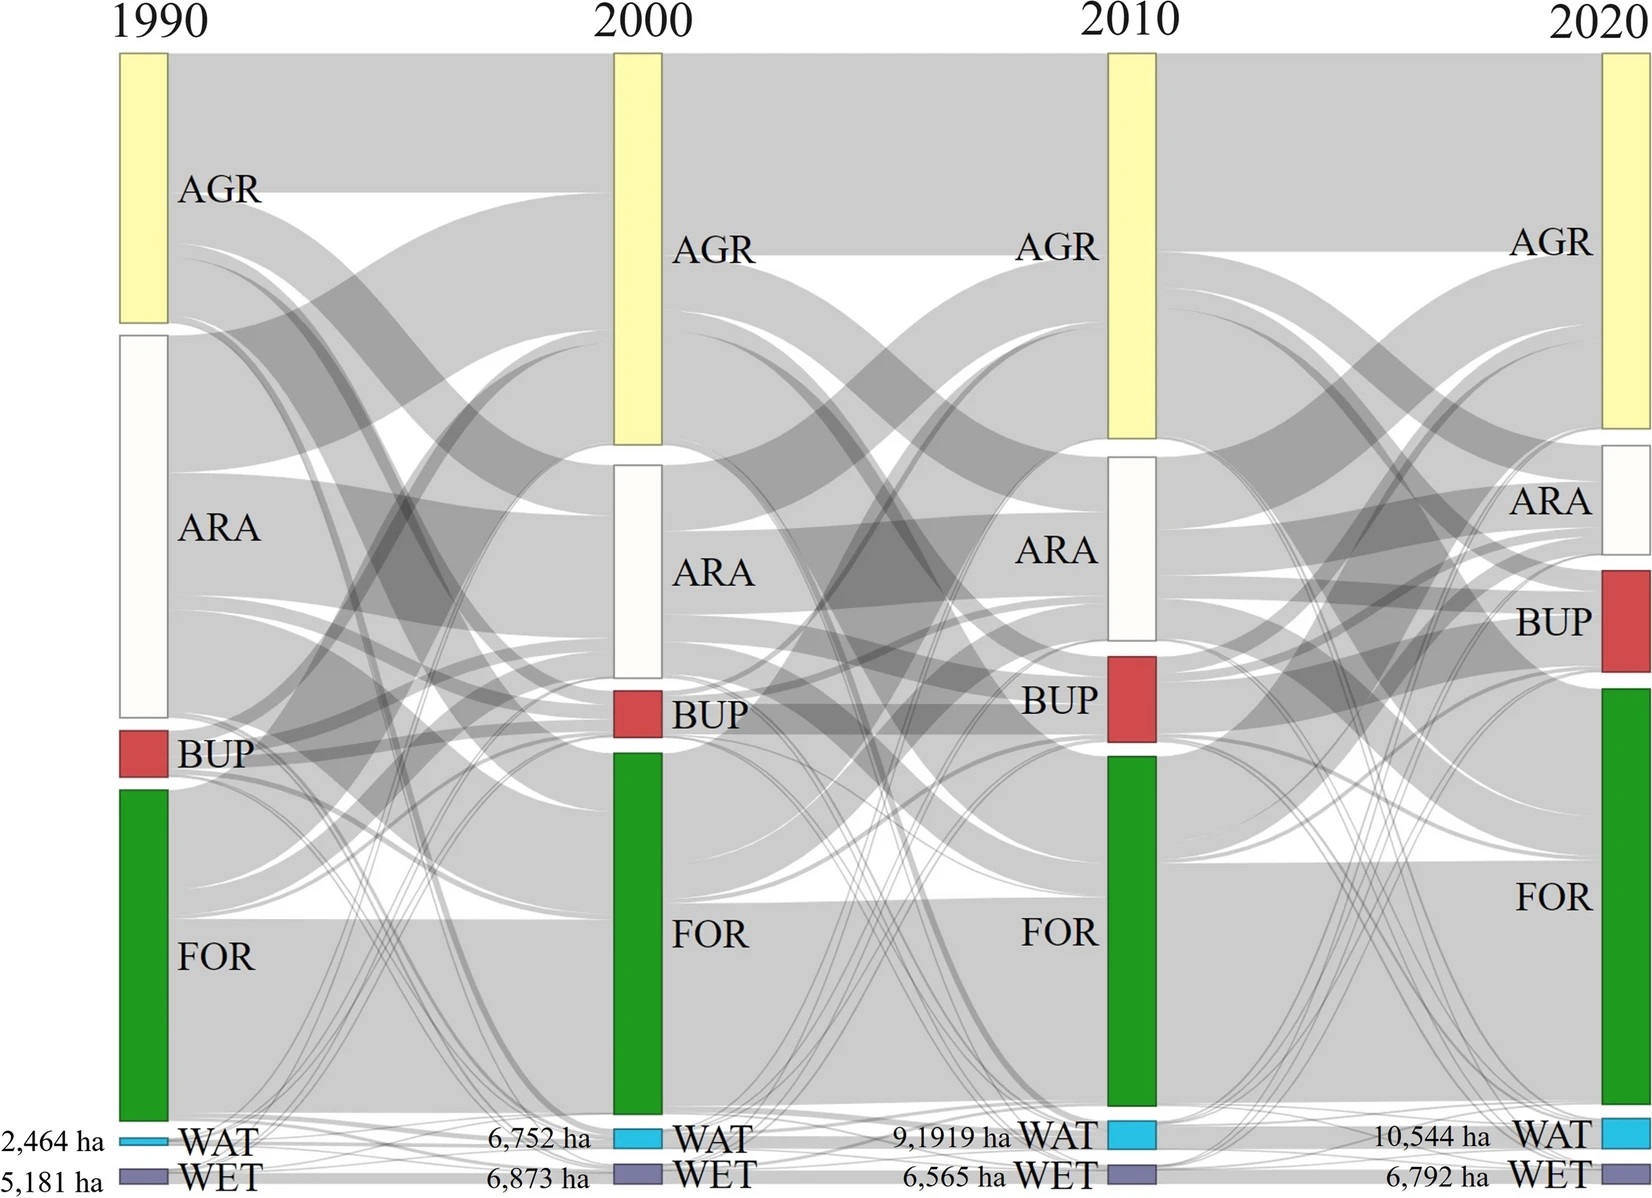 1990 2000 2010 2020
AGR
AGR AGR AGR
ARA
ARA ARA ARA
BUP
BUP BUP BUP
FOR
FOR FOR FOR
2,464 ha WAT 6,752 ha WAT 9,1919 ha WAT 10,544 ha WAT
5,181 ha WET 6,873 ha WET 6,565 ha WET 6,792 ha WET